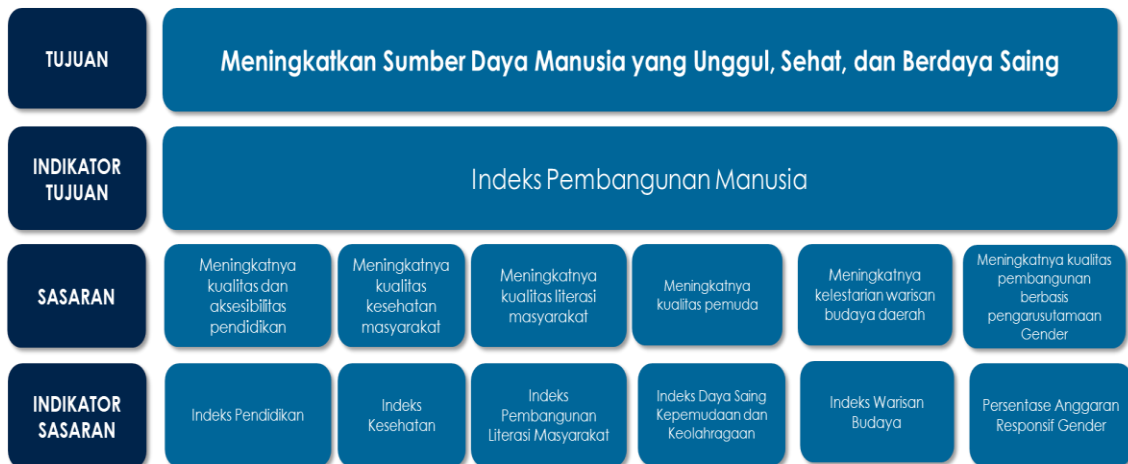 TUJUAN
Meningkatkan Sumber Daya Manusia yang Unggul, Sehat, dan Berdaya Saing
INDIKATOR
TUJUAN
Indeks Pembangunan Manusia
SASARAN
Meningkatnya
kualitas dan
aksesibilitas
pendidikan
Meningkatnya
kualitas
kesehatan
masyarakat
Meningkatnya
kualitas literasi
masyarakat
Meningkatnya
kualitas pemuda
Meningkatnya
kelestarian warisan
budaya daerah
Meningkatnya kualitas
pembangunan
berbasis
pengarusutamaan
Gender
INDIKATOR
SASARAN
Indeks Pendidikan
Indeks
Kesehatan
Indeks
Pembangunan
Literasi Masyarakat
Indeks Daya Saing
Kepemudaan dan
Keolahragaan
Indeks Warisan
Budaya
Persentase Anggaran
Responsif Gender